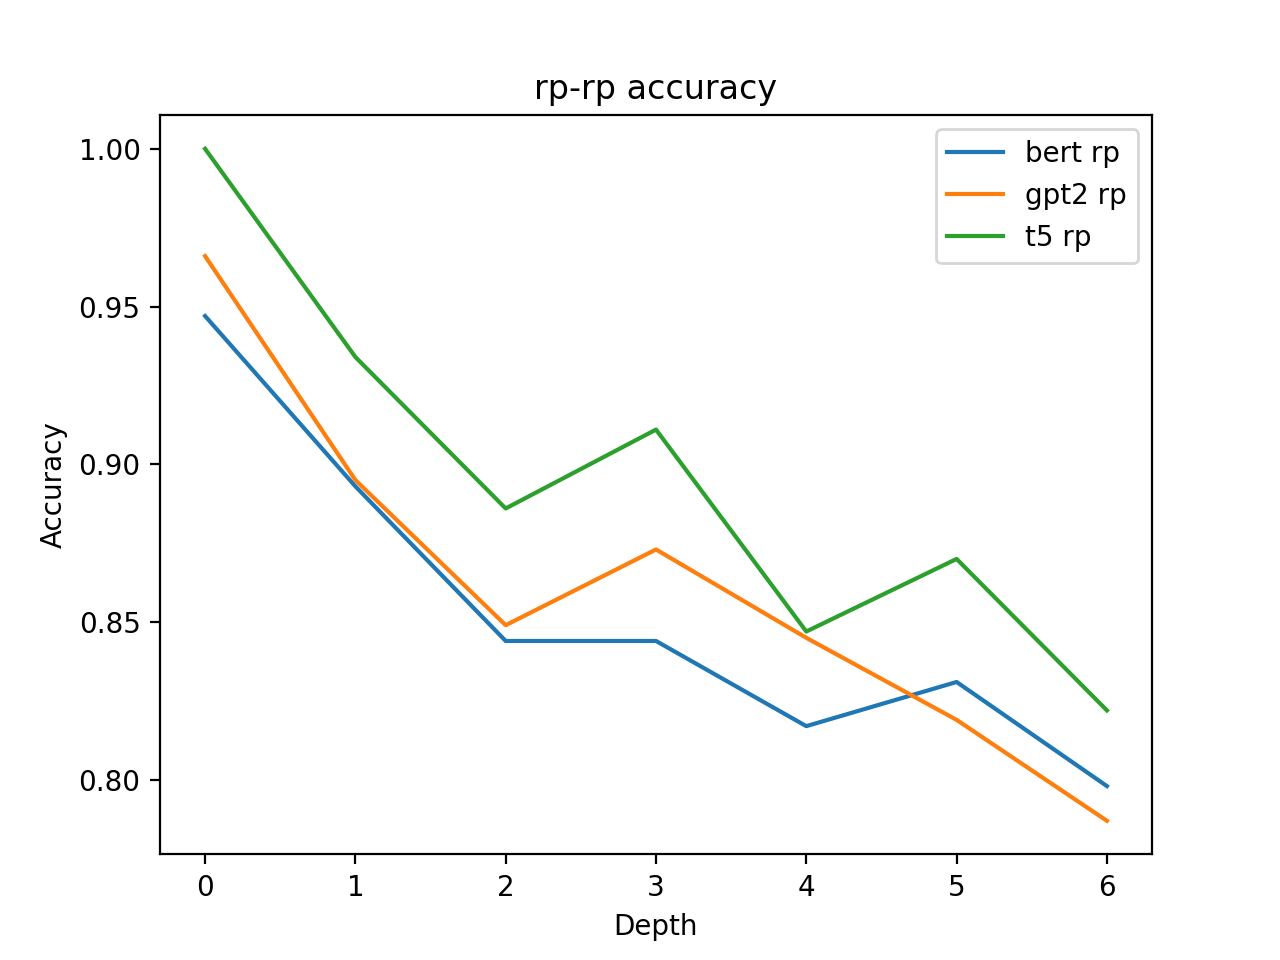 rp-rp accuracy
bert rp
gpt2 rp
t5 rp
1.00
0.95
0.90
0.85
0.80
Accuracy
0 1 2 3 4 5 6
Depth